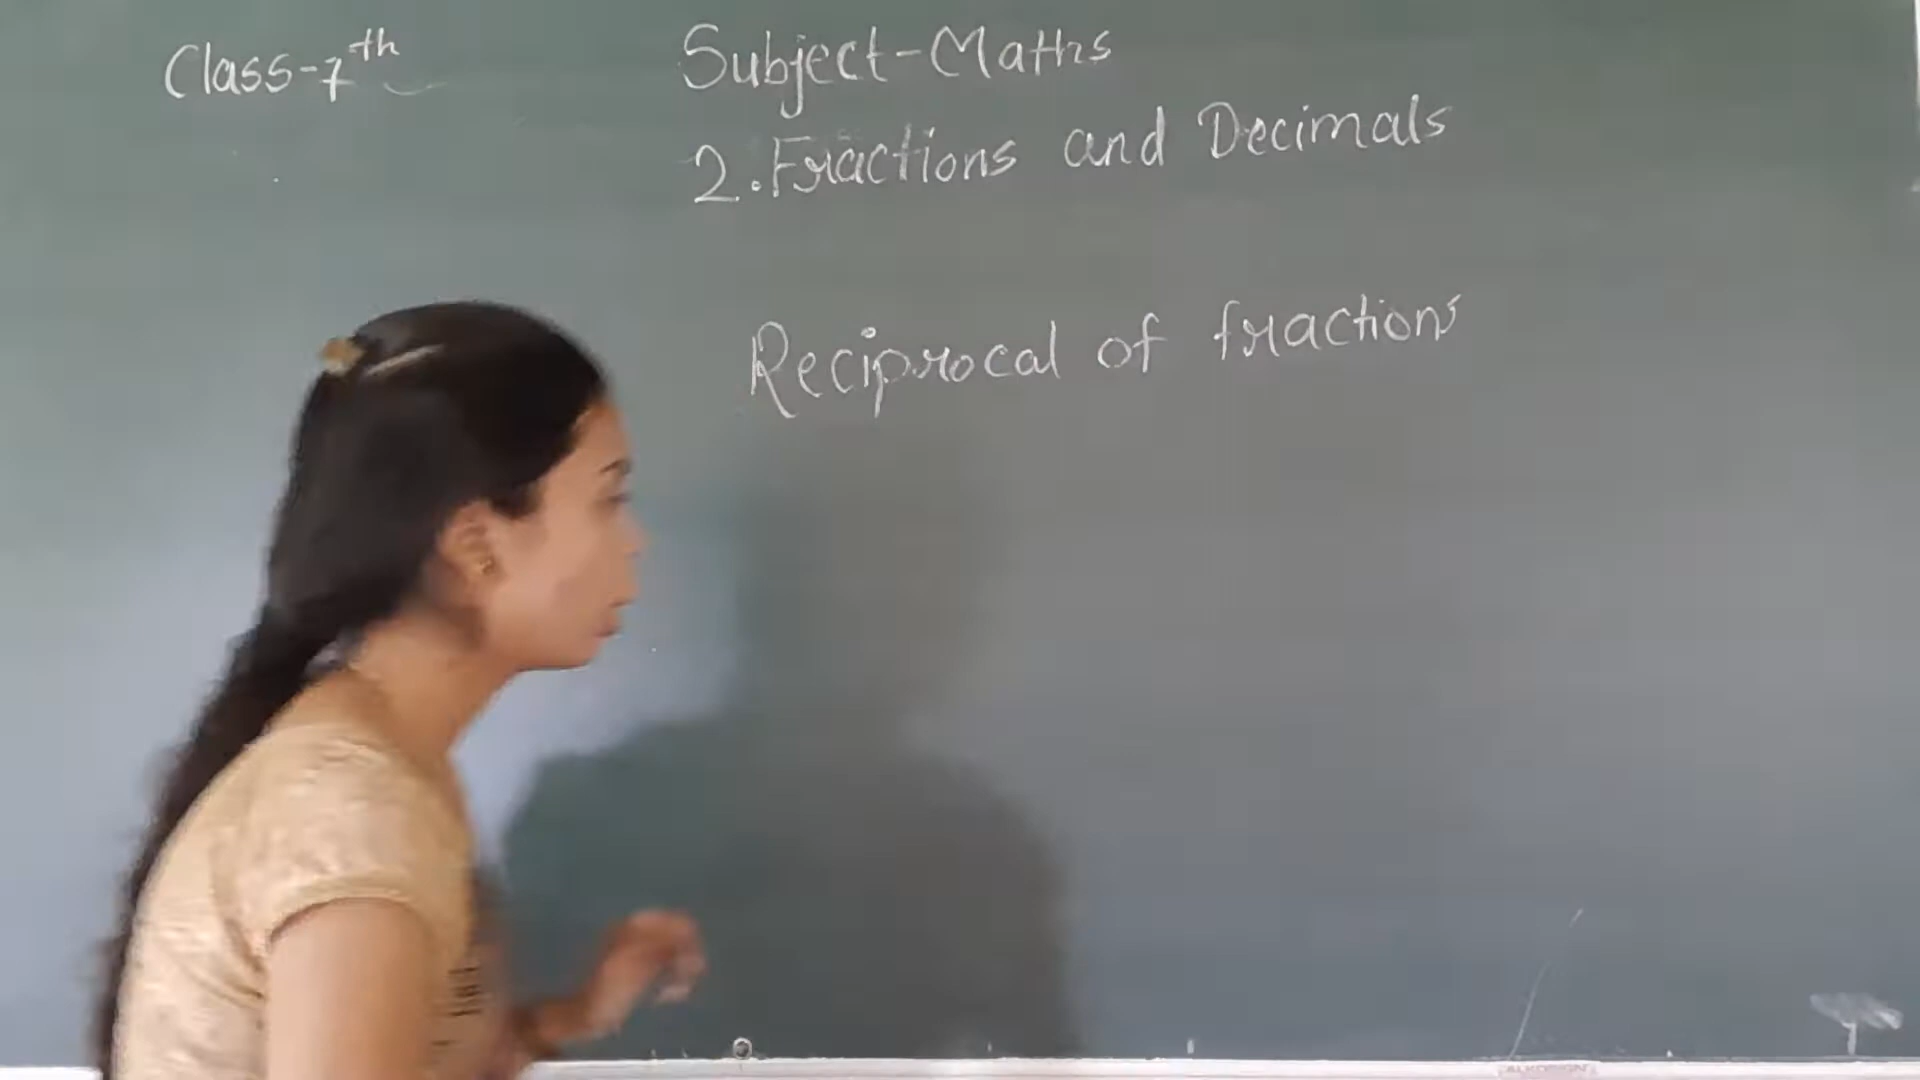 Class-7th
Subject-Maths
2. Fractions and Decimals
Reciprocal of fractions